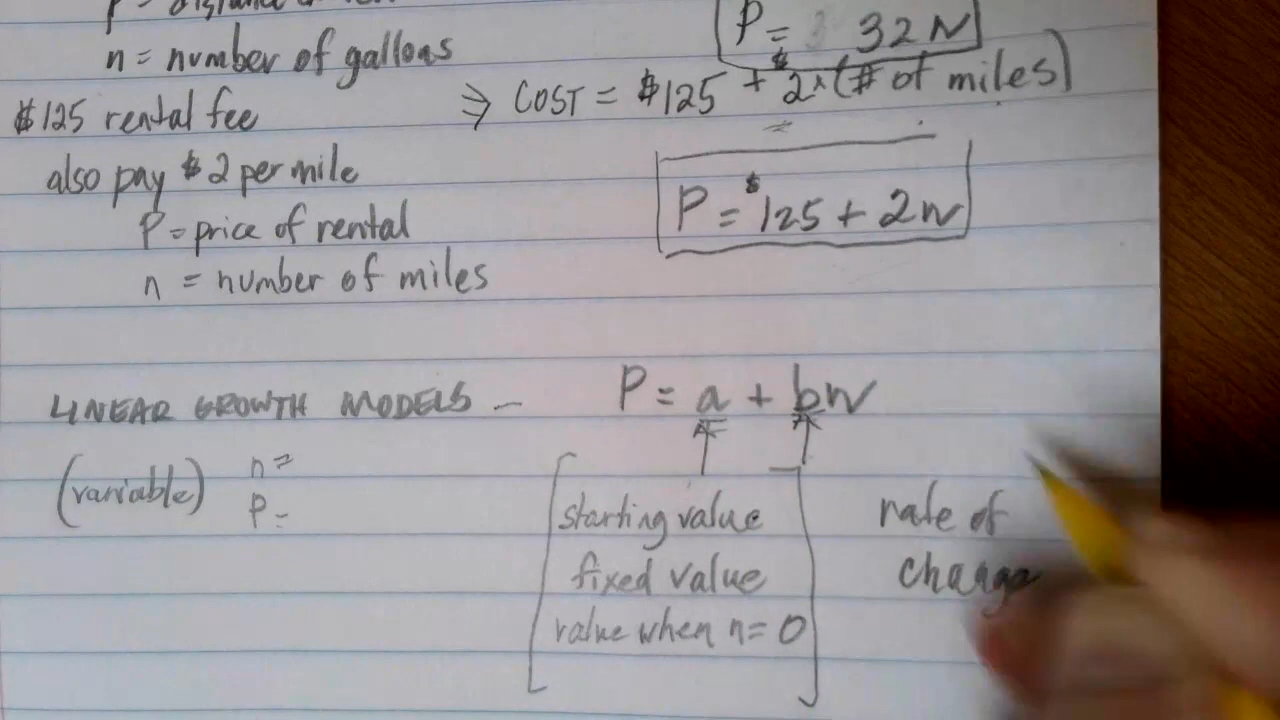 P = 32N
n = number of gallons
$125 rental fee ⇒ COST = $125 + $2 × (# of miles)
also pay $2 per mile
P = $125 + 2N
P = price of rental
n = number of miles
LINEAR GROWTH MODELS - P = a + bN
(variable) n =
P =
starting value
fixed value
value when n = 0
rate of
change